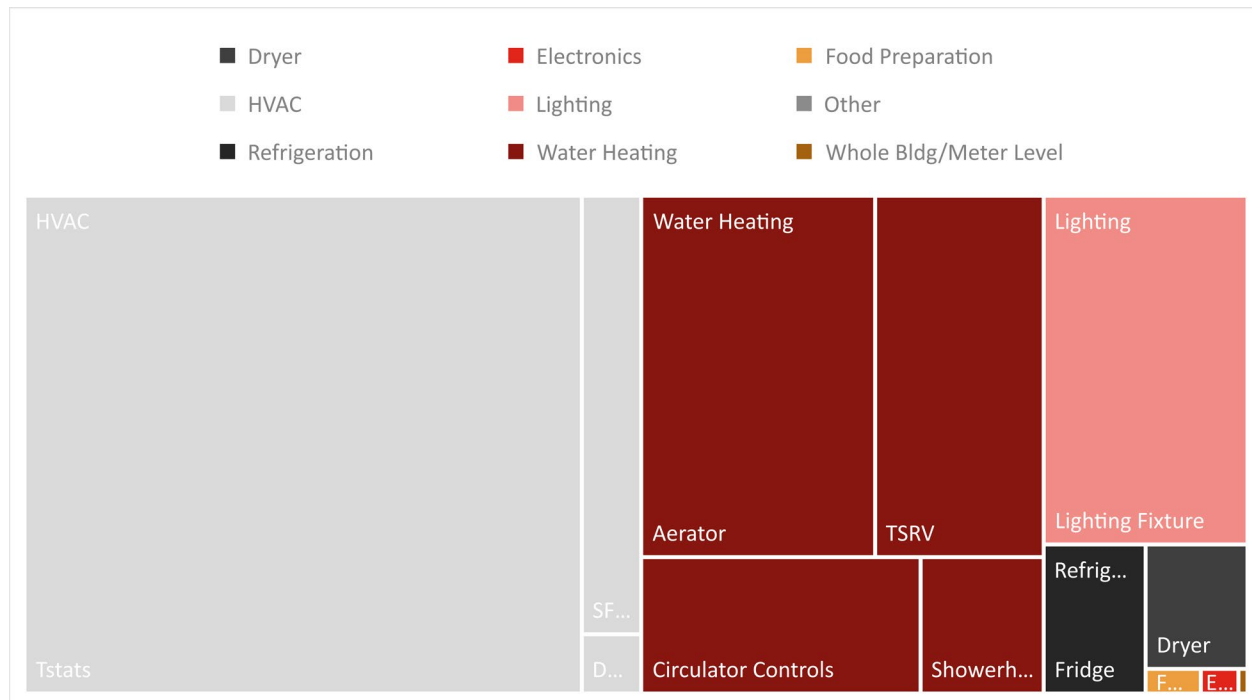 Dryer
Electronics
Food Preparation
HVAC
Lighting
Other
Refrigeration
Water Heating
Whole Bldg/Meter Level
HVAC
Tstats
SF...
D...
Water Heating
Aerator
TSRV
Circulator Controls
Showerh...
Lighting
Lighting Fixture
Refrig...
Fridge
Dryer
F...
E...